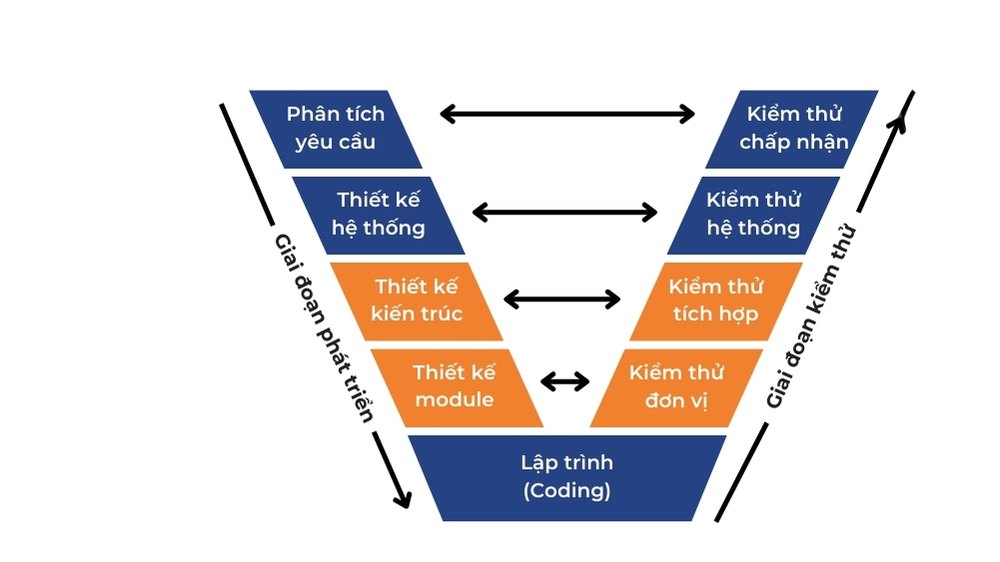 Phân tích
yêu cầu
Kiểm thử
chấp nhận
Thiết kế
hệ thống
Kiểm thử
hệ thống
Thiết kế
kiến trúc
Kiểm thử
tích hợp
Thiết kế
module
Kiểm thử
đơn vị
Lập trình
(Coding)
Giai đoạn phát triển
Giai đoạn kiểm thử